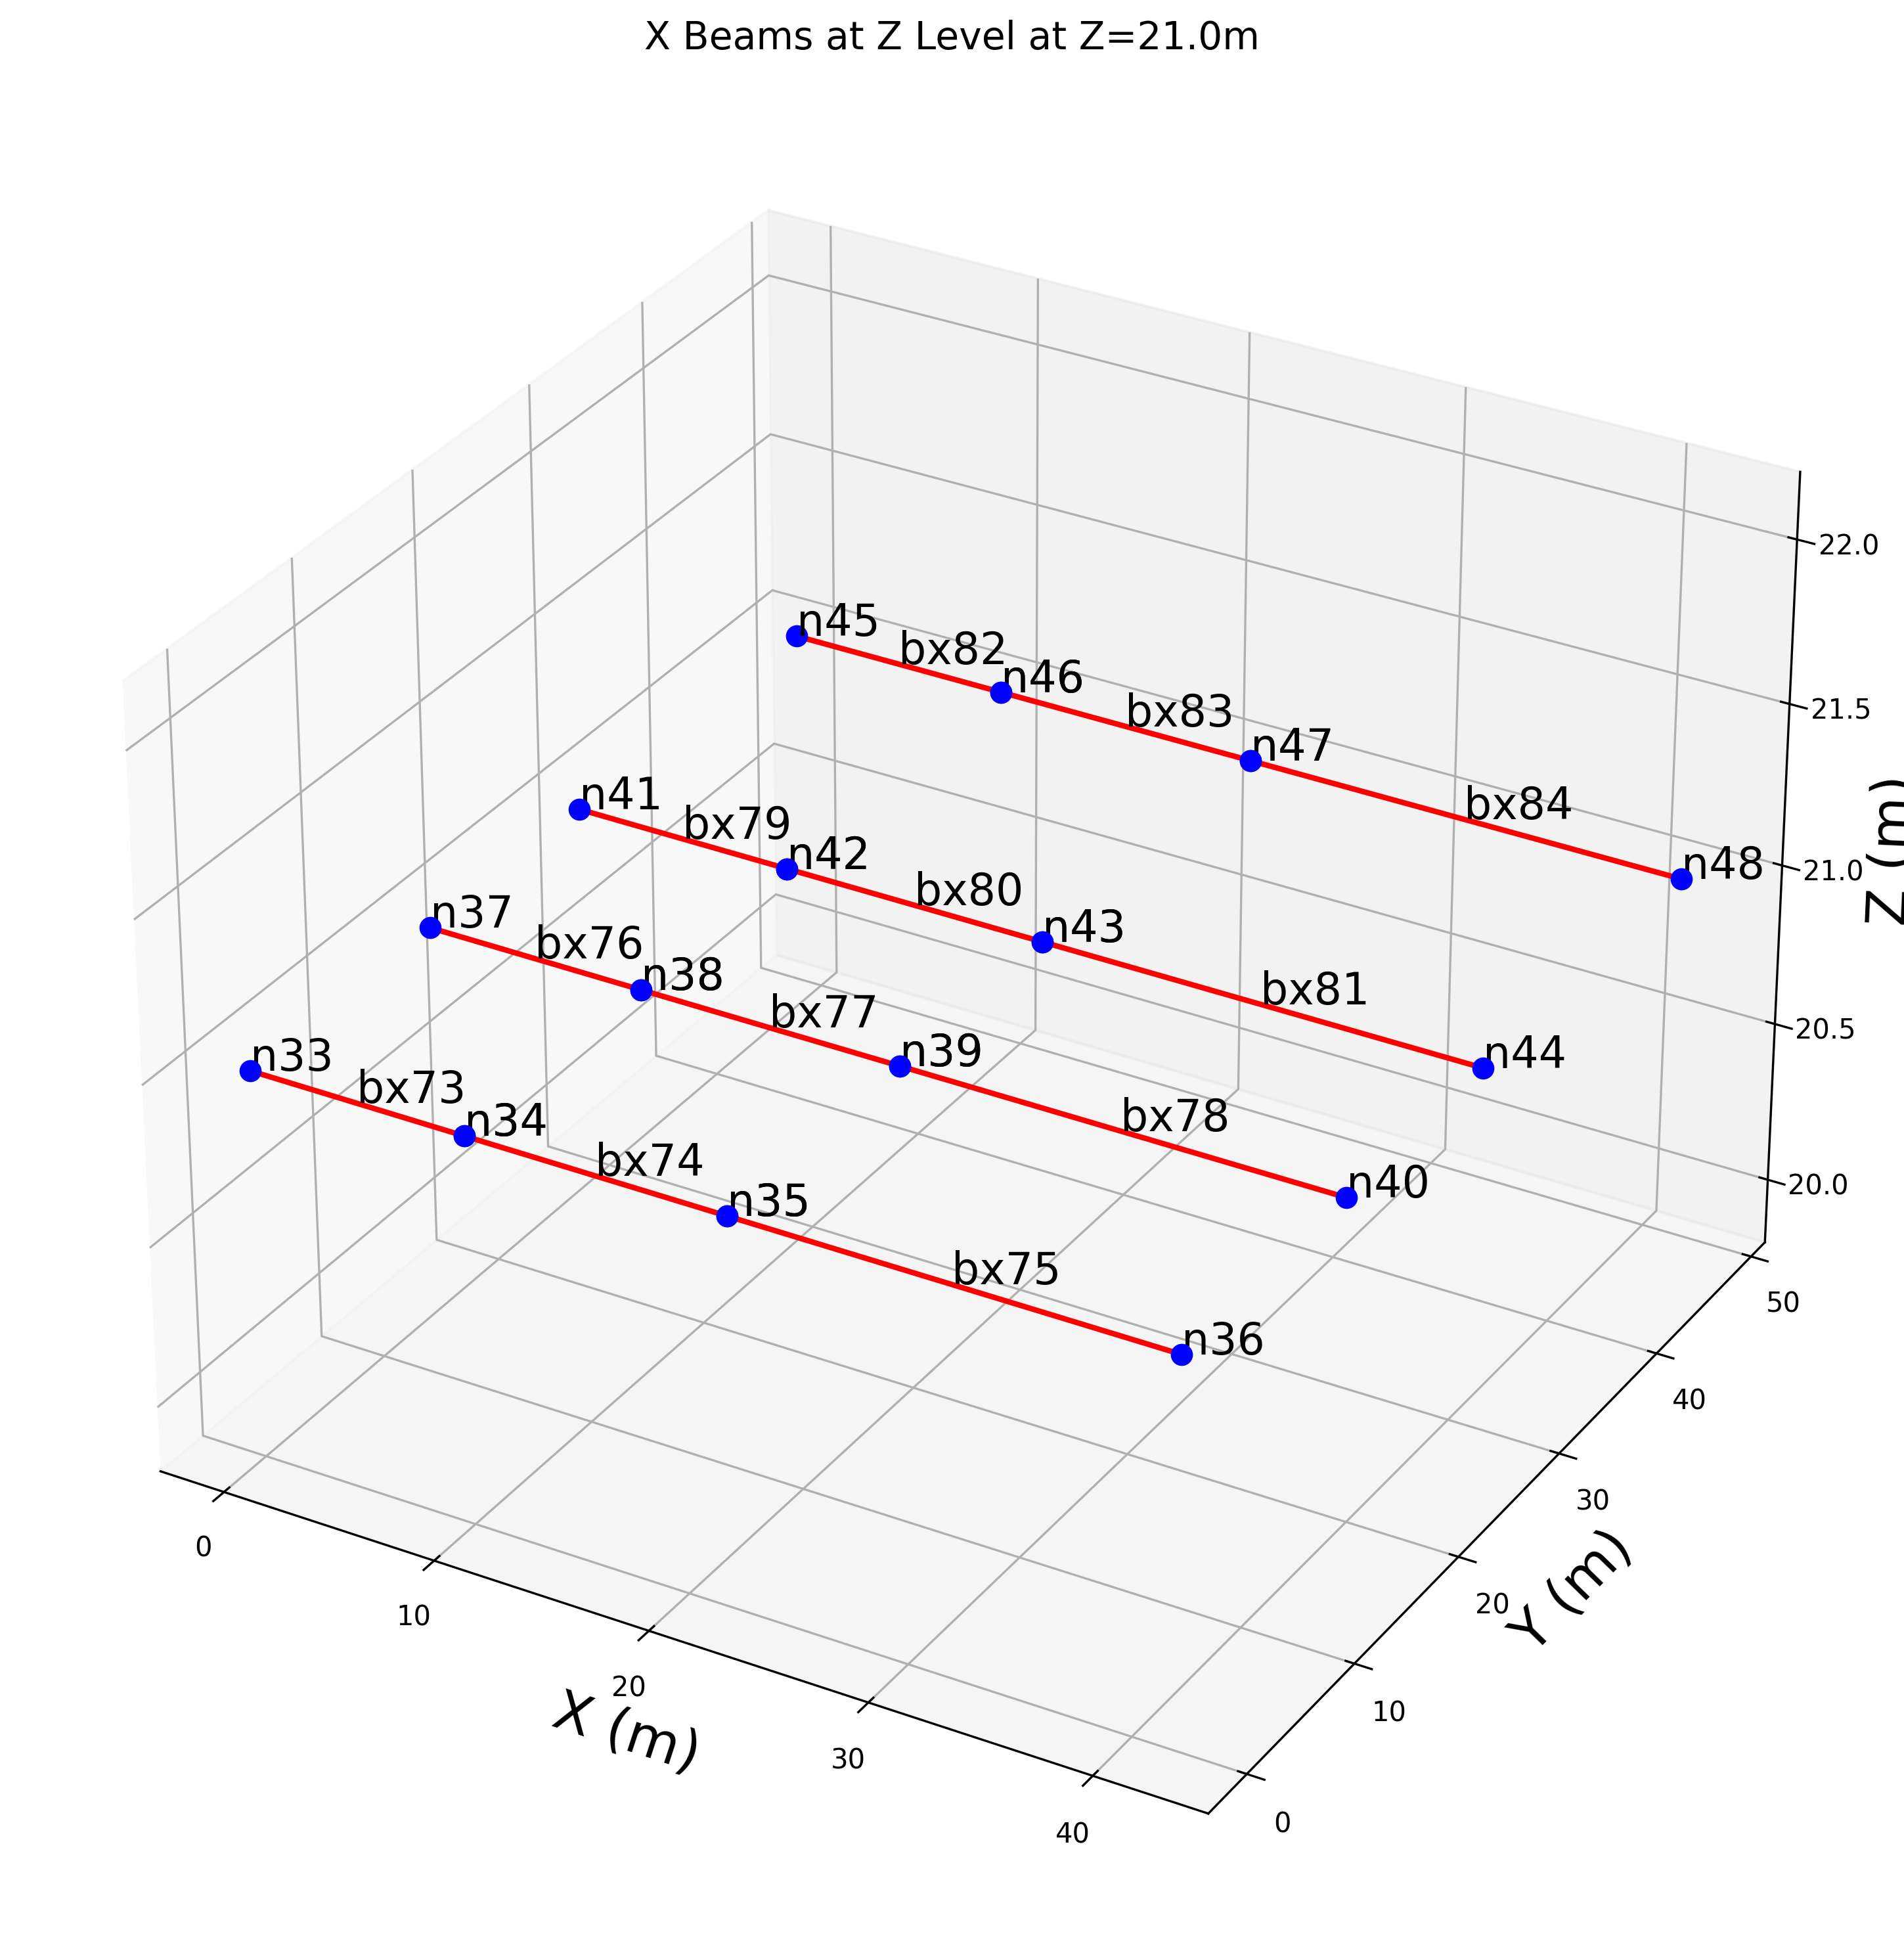 X Beams at Z Level at Z=21.0m
n45
bx82
n46
bx83
n47
bx84
n48
n41
bx79
n42
bx80
n43
bx81
n44
n37
bx76
n38
bx77
n39
bx78
n40
n33
bx73
n34
bx74
n35
bx75
n36
22.0
21.5
21.0
20.5
20.0
Z (m)
50
40
30
20
10
0
Y (m)
0
10
20
30
40
X (m)